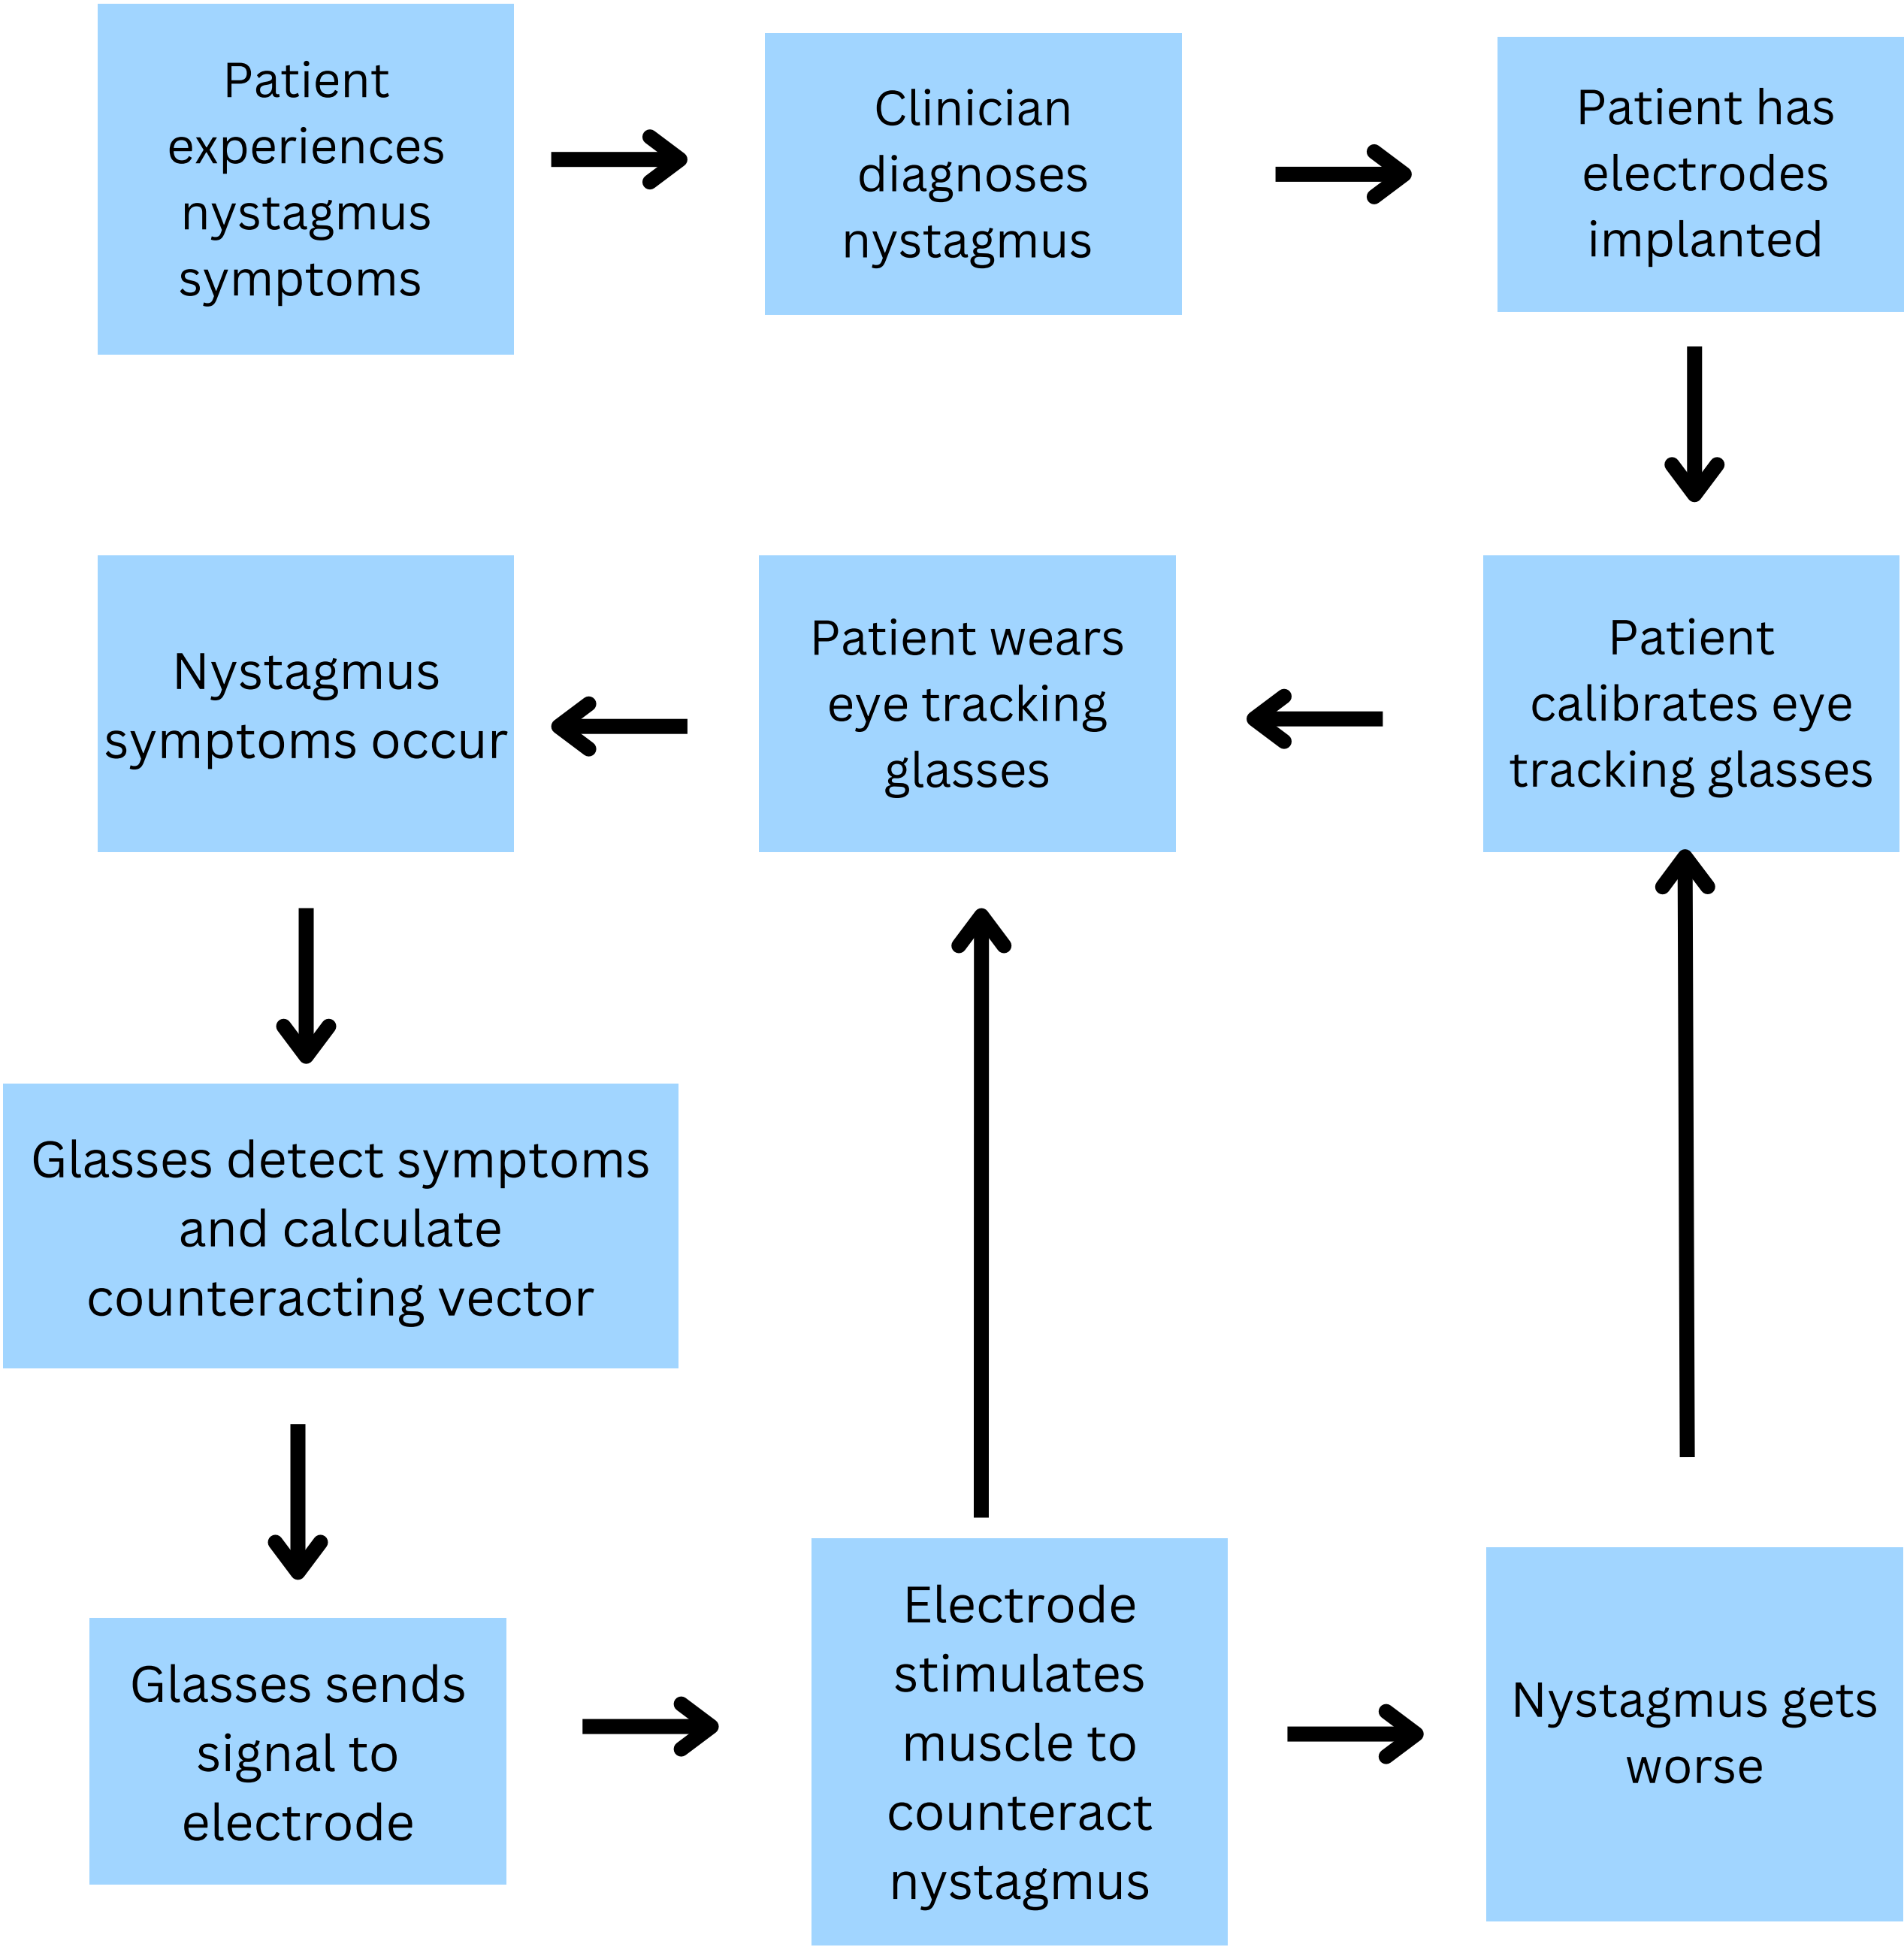 Patient
experiences
nystagmus
symptoms
Clinician
diagnoses
nystagmus
Patient has
electrodes
implanted
Patient
calibrates eye
tracking glasses
Patient wears
eye tracking
glasses
Nystagmus
symptoms occur
Glasses detect symptoms
and calculate
counteracting vector
Glasses sends
signal to
electrode
Electrode
stimulates
muscle to
counteract
nystagmus
Nystagmus gets
worse